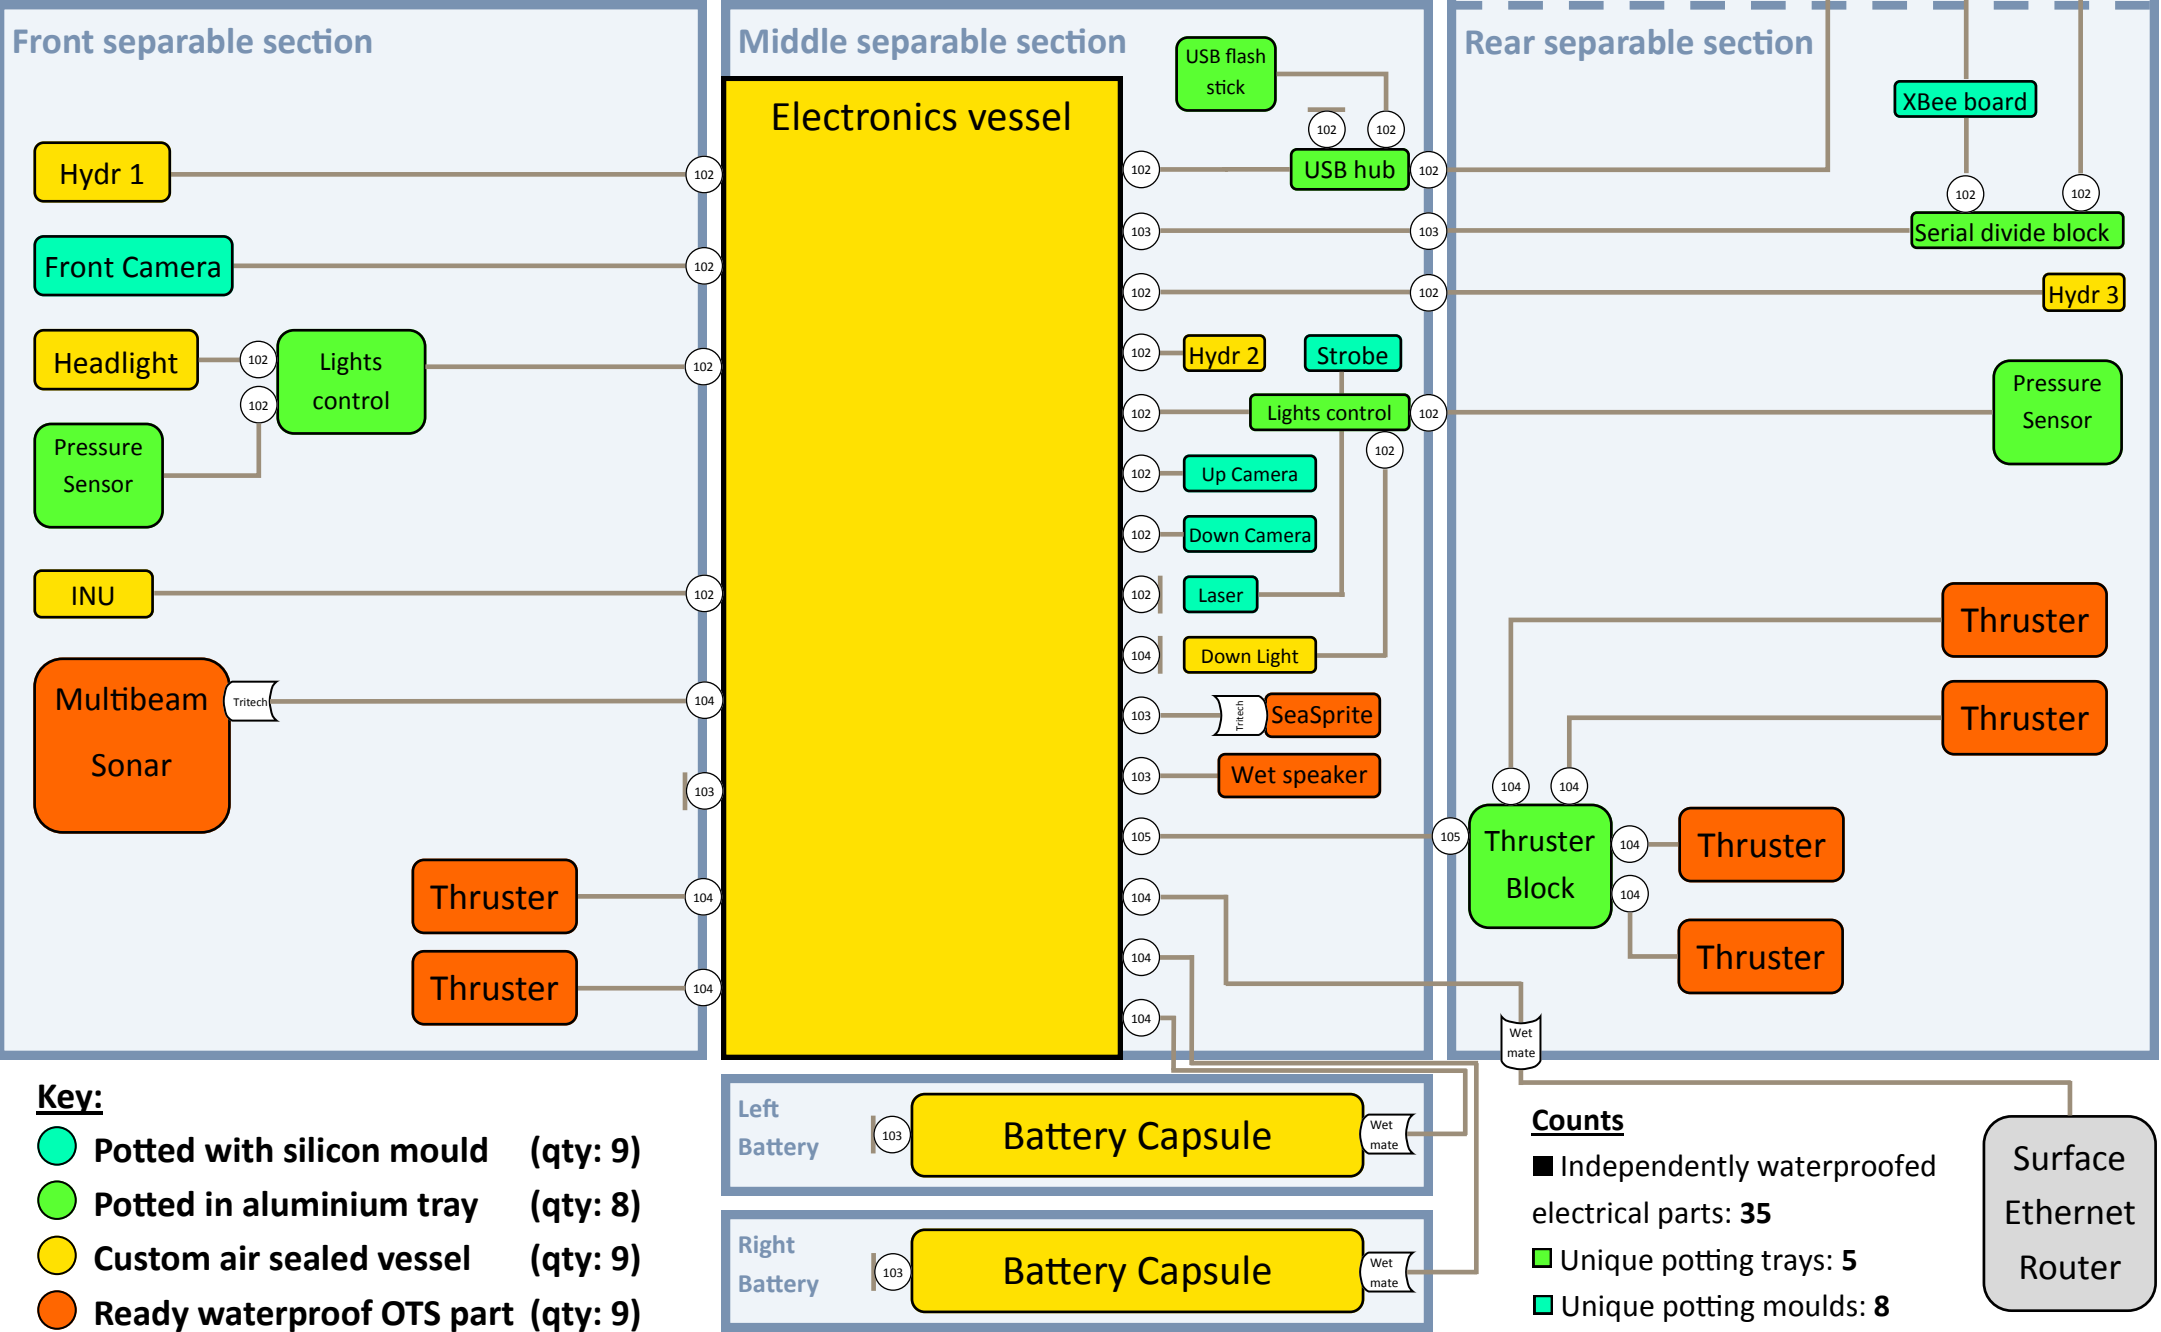 Front separable section
Hydr 1
102
Front Camera
102
Headlight
102
Lights
control
102
102
Pressure
Sensor
INU
102
Multibeam
Sonar
Tritech
104
103
Thruster
104
Thruster
104
Middle separable section
Electronics vessel
USB flash
stick
102
102
102
USB hub
102
103
103
102
102
102
Hydr 2
Strobe
102
Lights control
102
102
102
Up Camera
102
Down Camera
102
Laser
104
Down Light
103
Tritech
SeaSprite
103
Wet speaker
105
105
104
104
104
Rear separable section
XBee board
102
102
Serial divide block
Hydr 3
Pressure
Sensor
Thruster
Thruster
104
104
Thruster
Block
104
Thruster
104
Thruster
Wet
mate
Left
Battery
103
Battery Capsule
Wet
mate
Right
Battery
103
Battery Capsule
Wet
mate
Key:
Potted with silicon mould (qty: 9)
Potted in aluminium tray (qty: 8)
Custom air sealed vessel (qty: 9)
Ready waterproof OTS part (qty: 9)
Counts
Independently waterproofed
electrical parts: 35
Unique potting trays: 5
Unique potting moulds: 8
Surface
Ethernet
Router